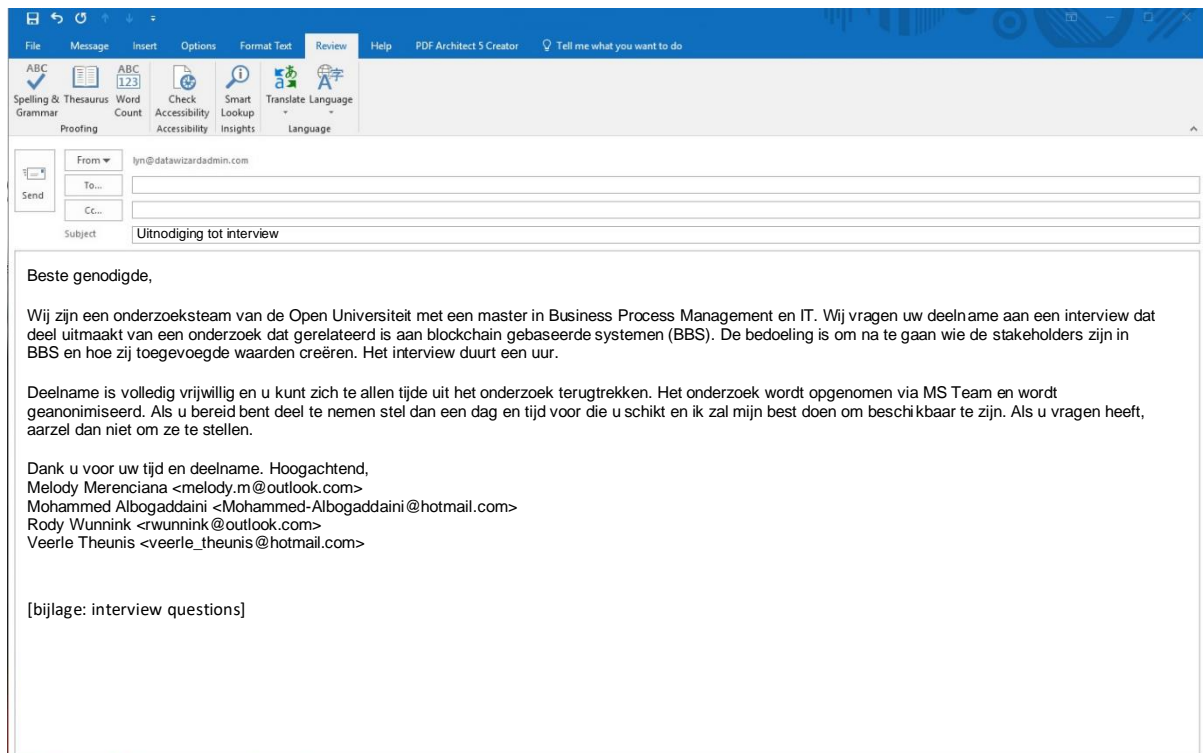 File Message Insert Options Format Text Review Help PDF Architect 5 Creator Tell me what you want to do
ABC
ABC
123
Spelling & Grammar
Thesaurus
Word Count
Check Accessibility
Smart Lookup
Translate
Language
Proofing Accessibility Insights Language
From lyn@datawizardadmin.com
Send
To...
Cc...
Subject Uitnodiging tot interview
Beste genodigde,
Wij zijn een onderzoeksteam van de Open Universiteit met een master in Business Process Management en IT. Wij vragen uw deelname aan een interview dat
deel uitmaakt van een onderzoek dat gerelateerd is aan blockchain gebaseerde systemen (BBS). De bedoeling is om na te gaan wie de stakeholders zijn in
BBS en hoe zij toegevoegde waarden creëren. Het interview duurt een uur.
Deelname is volledig vrijwillig en u kunt zich te allen tijde uit het onderzoek terugtrekken. Het onderzoek wordt opgenomen via MS Team en wordt
geanonimiseerd. Als u bereid bent deel te nemen stel dan een dag en tijd voor die u schikt en ik zal mijn best doen om beschikbaar te zijn. Als u vragen heeft,
aarzel dan niet om ze te stellen.
Dank u voor uw tijd en deelname. Hoogachtend,
Melody Merenciana <melody.m@outlook.com>
Mohammed Albogaddaini <Mohammed-Albogaddaini@hotmail.com>
Rody Wunnink <rwunnink@outlook.com>
Veerle Theunis <veerle_theunis@hotmail.com>
[bijlage: interview questions]